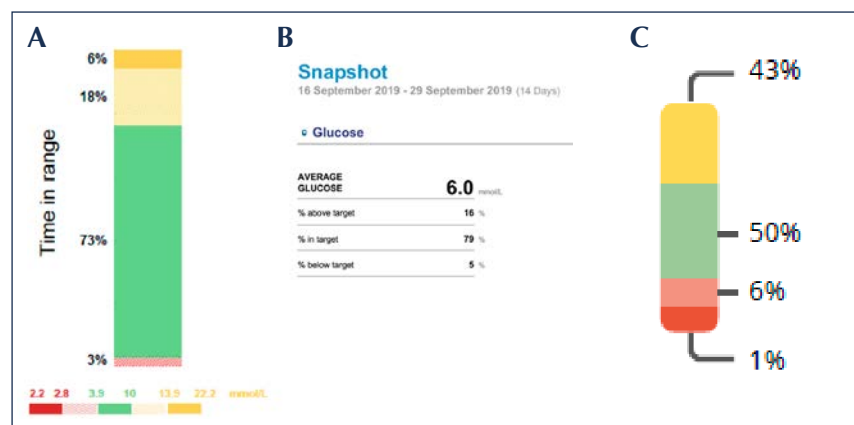 A
6%
18%
Time in range
73%
3%
2.2 2.8 3.9 10 13.9 22.2 mmol/L
B
Snapshot
16 September 2019 - 29 September 2019 (14 Days)
Glucose
AVERAGE
GLUCOSE 6.0 mmol/L
% above target 16 %
% in target 79 %
% below target 5 %
C
43%
50%
6%
1%